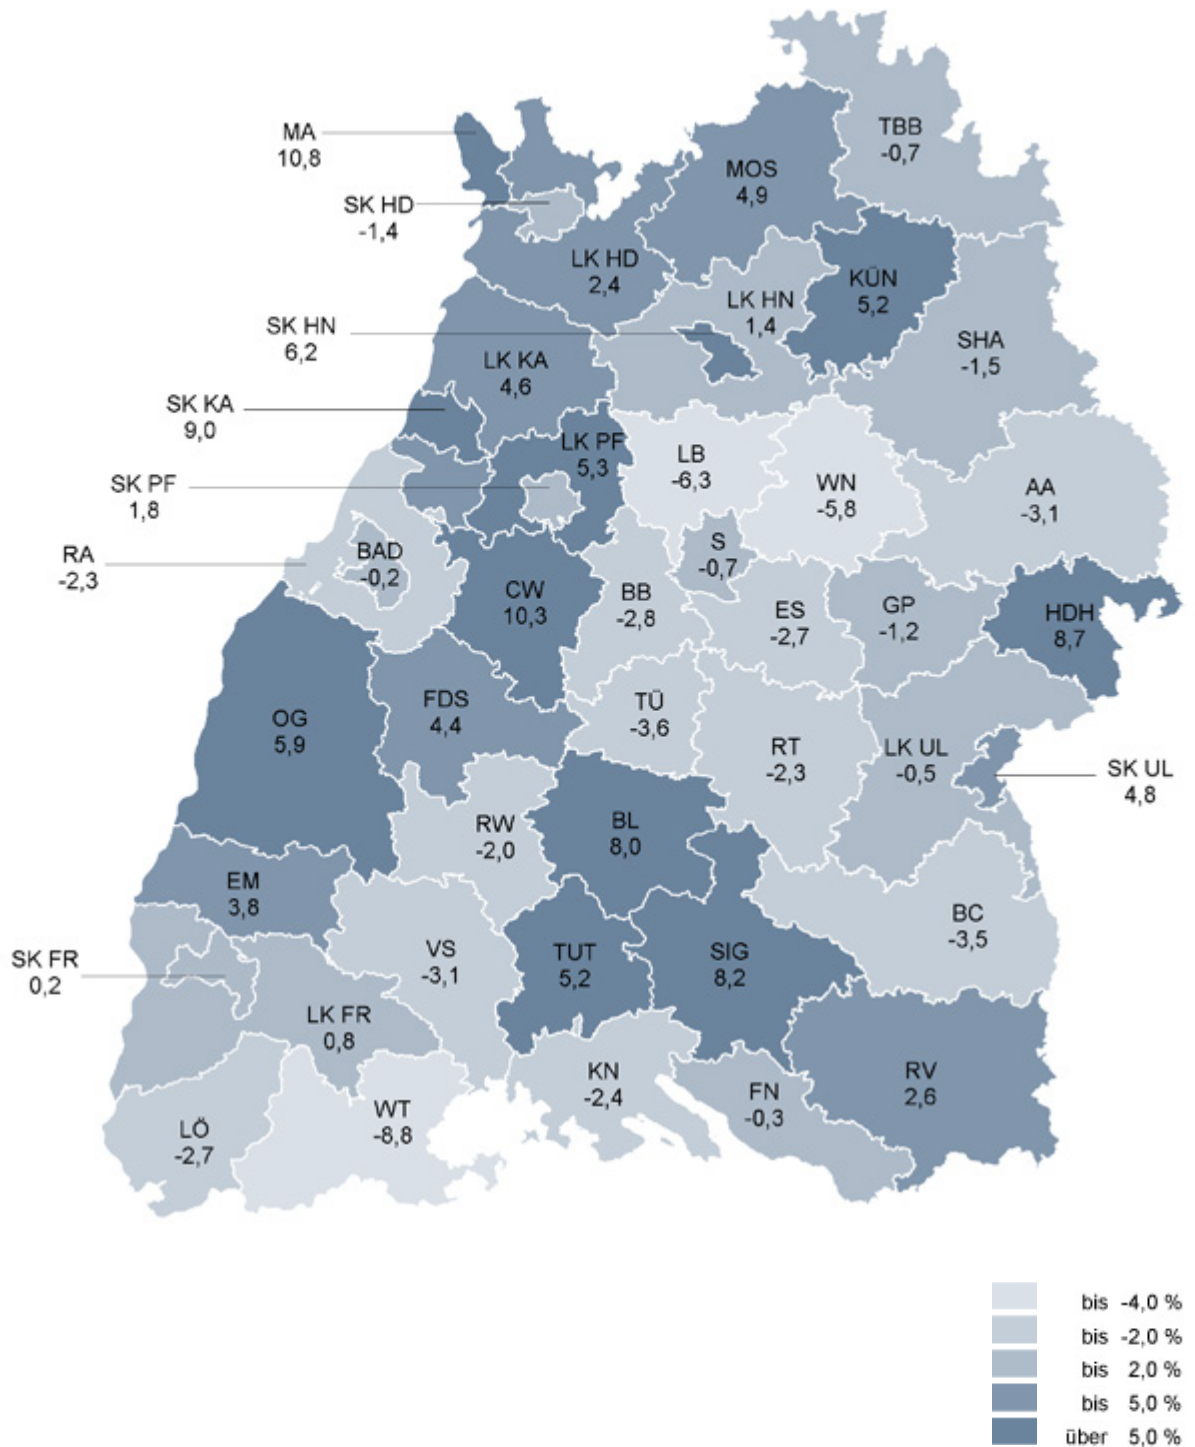 TBB
-0,7
MA
10,8
MOS
4,9
SK HD
-1,4
LK HD
2,4
KÜN
5,2
LK HN
1,4
SK HN
6,2
SHA
-1,5
LK KA
4,6
SK KA
9,0
LK PF
5,3
LB
-6,3
WN
-5,8
AA
-3,1
SK PF
1,8
RA
-2,3
BAD
-0,2
S
-0,7
CW
10,3
BB
-2,8
ES
-2,7
GP
-1,2
HDH
8,7
OG
5,9
FDS
4,4
TÜ
-3,6
RT
-2,3
LK UL
-0,5
SK UL
4,8
RW
-2,0
BL
8,0
EM
3,8
BC
-3,5
SK FR
0,2
VS
-3,1
TUT
5,2
SIG
8,2
LK FR
0,8
KN
-2,4
FN
-0,3
RV
2,6
LÖ
-2,7
WT
-8,8
bis -4,0 %
bis -2,0 %
bis 2,0 %
bis 5,0 %
über 5,0 %